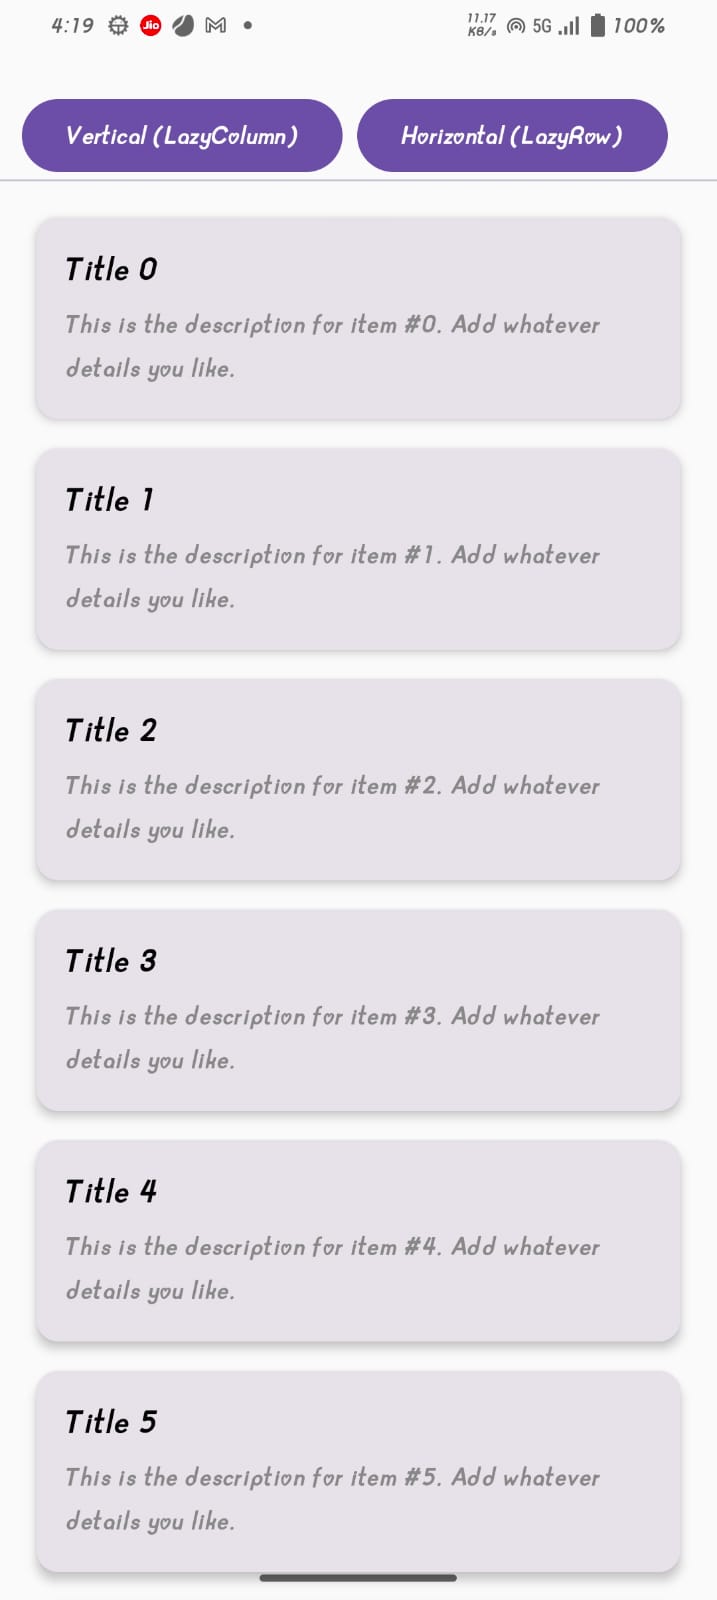 4:19 Jio 11.17 KB/s 5G 100%
Vertical (LazyColumn) Horizontal (LazyRow)
Title 0
This is the description for item #0. Add whatever
details you like.
Title 1
This is the description for item #1. Add whatever
details you like.
Title 2
This is the description for item #2. Add whatever
details you like.
Title 3
This is the description for item #3. Add whatever
details you like.
Title 4
This is the description for item #4. Add whatever
details you like.
Title 5
This is the description for item #5. Add whatever
details you like.